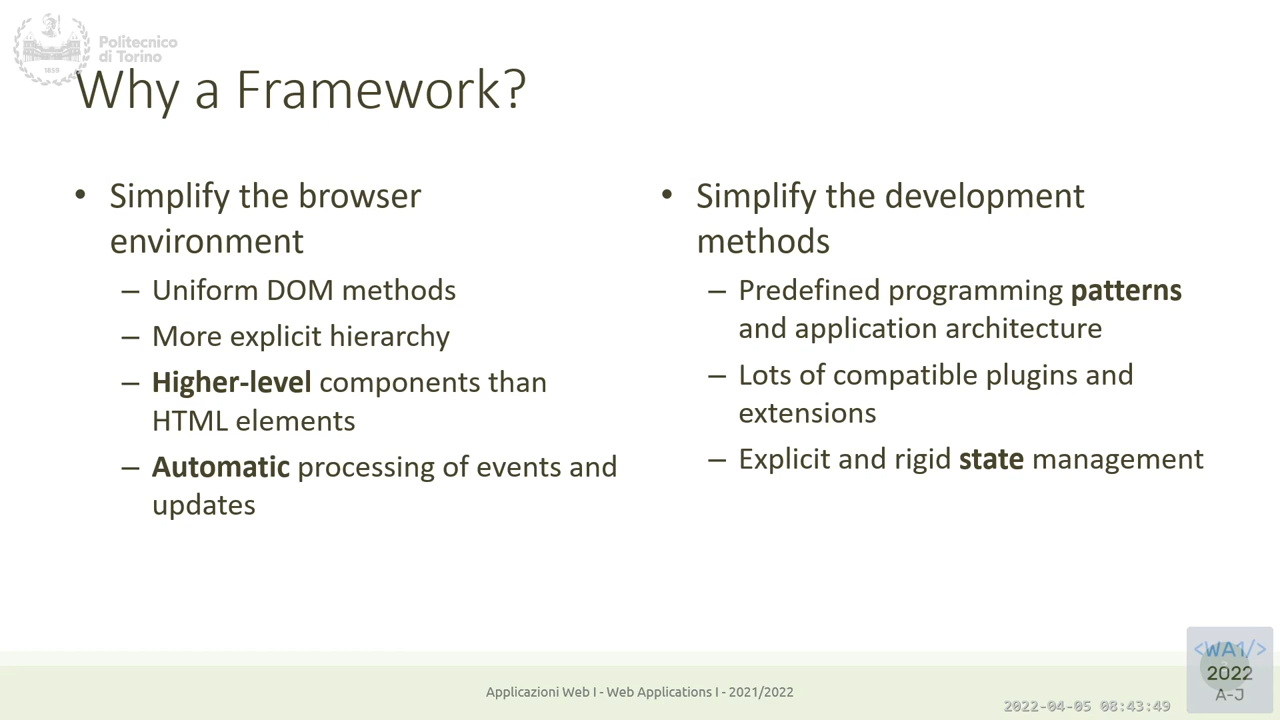 Politecnico
di Torino
1859
Why a Framework?
• Simplify the browser
environment
– Uniform DOM methods
– More explicit hierarchy
– Higher-level components than
HTML elements
– Automatic processing of events and
updates
• Simplify the development
methods
– Predefined programming patterns
and application architecture
– Lots of compatible plugins and
extensions
– Explicit and rigid state management
Applicazioni Web I - Web Applications I - 2021/2022
2022-04-05 08:43:49
<WA1/>
2022
A-J